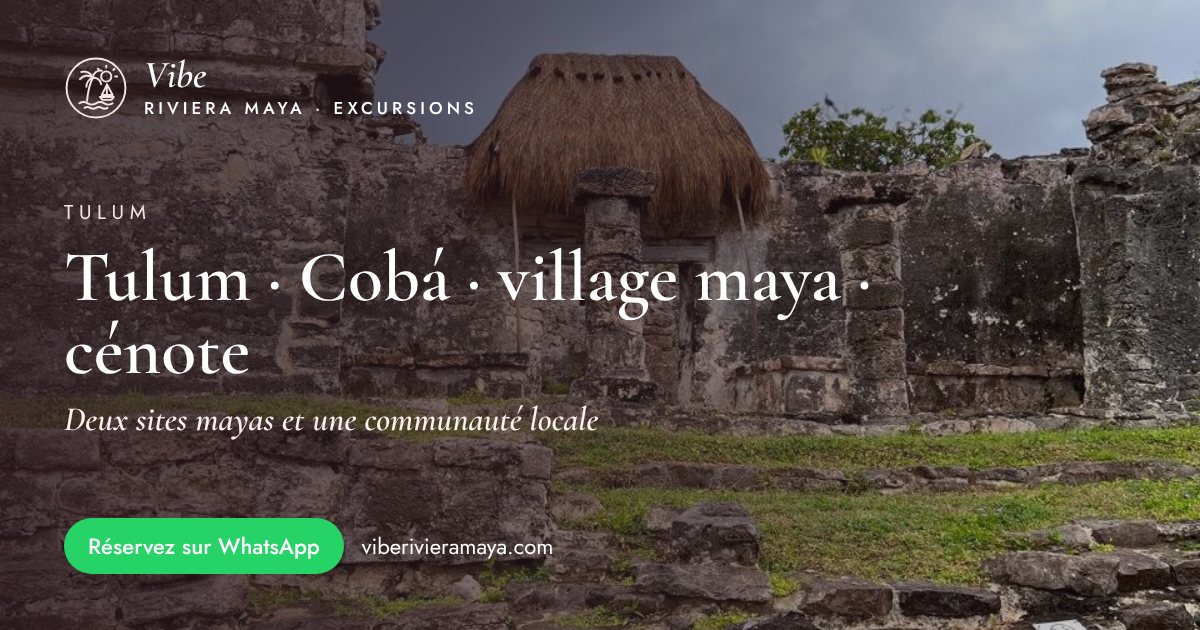 Vibe
RIVIERA MAYA · EXCURSIONS
TULUM
Tulum · Cobá · village maya ·
cénote
Deux sites mayas et une communauté locale
Réservez sur WhatsApp
viberivieramaya.com